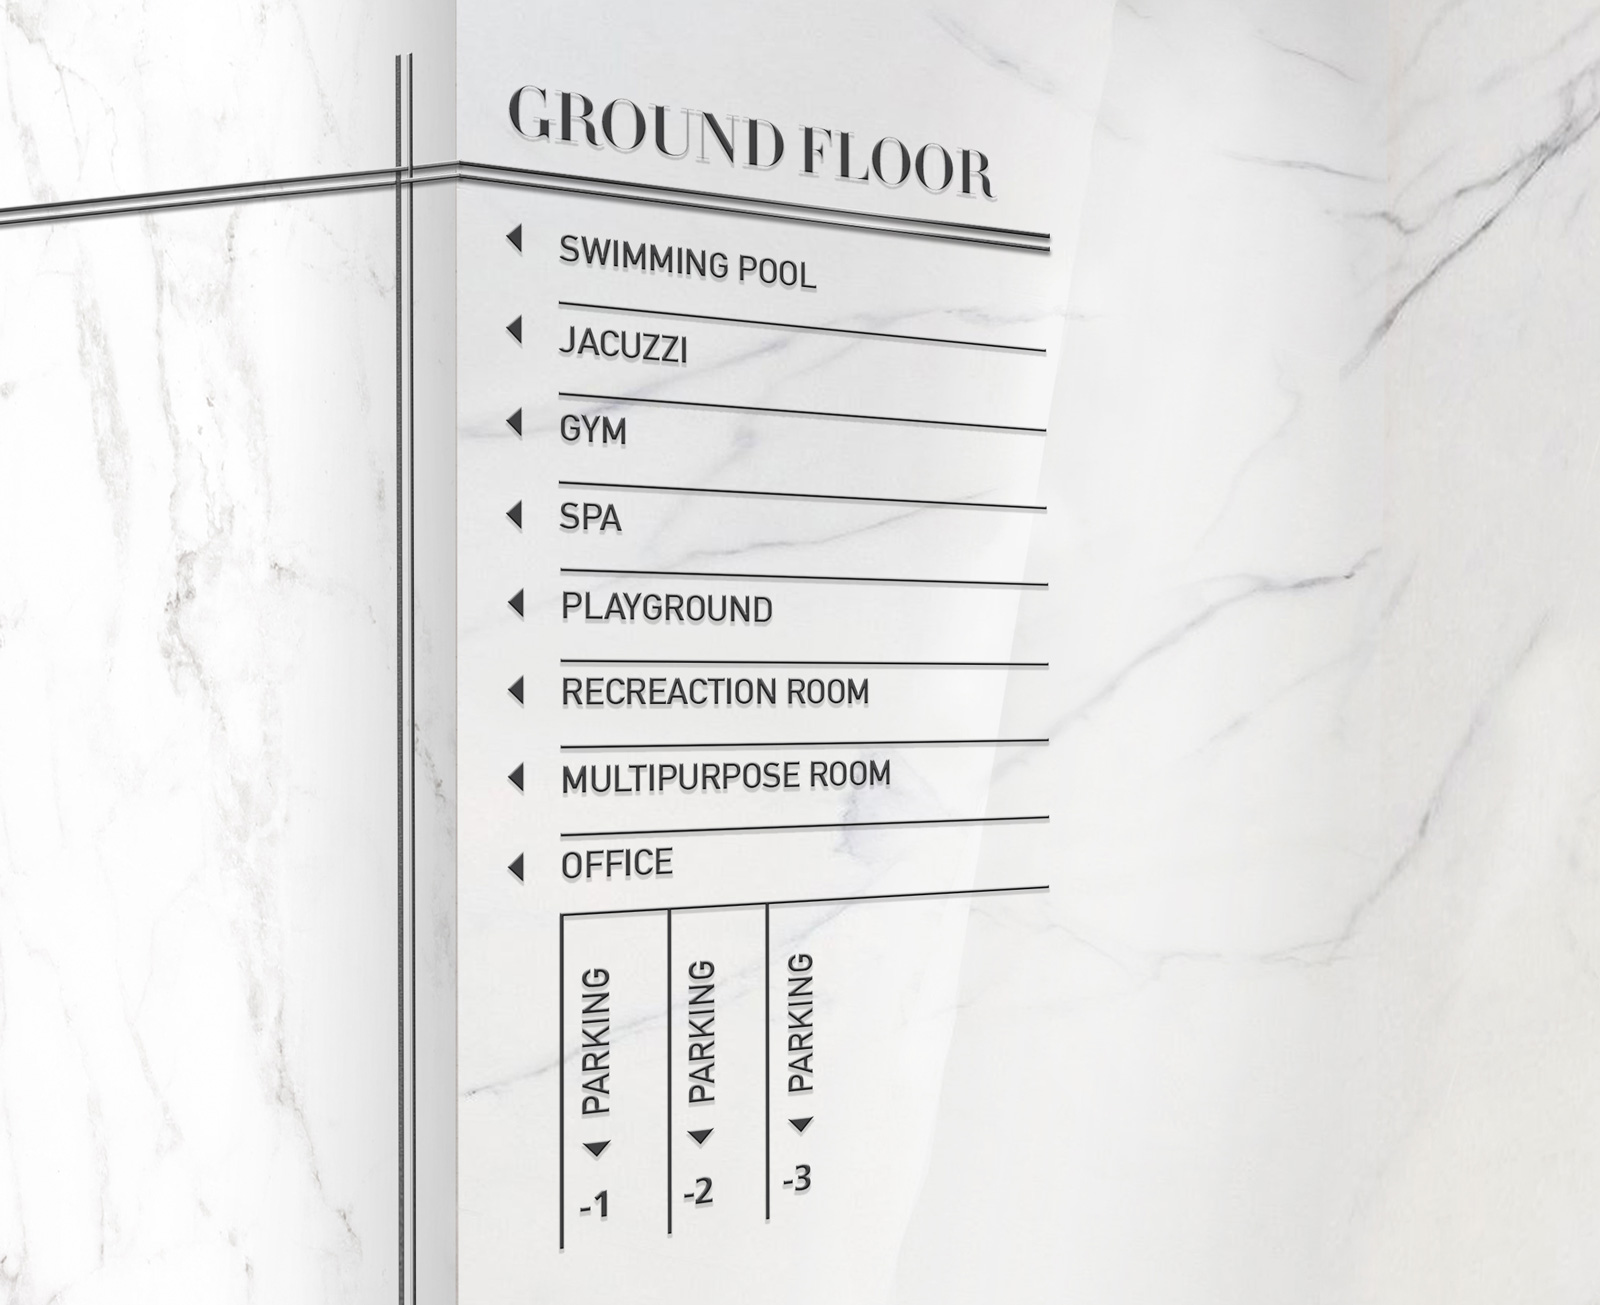 GROUND FLOOR
SWIMMING POOL
JACUZZI
GYM
SPA
PLAYGROUND
RECREACTION ROOM
MULTIPURPOSE ROOM
OFFICE
PARKING
-1
PARKING
-2
PARKING
-3